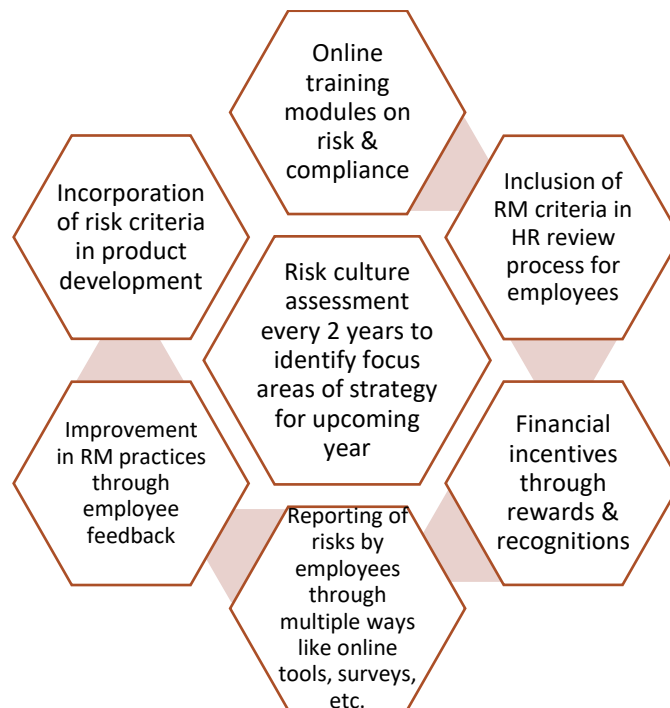 Online
training
modules on
risk &
compliance
Inclusion of
RM criteria in
HR review
process for
employees
Financial
incentives
through
rewards &
recognitions
Reporting of
risks by
employees
through
multiple ways
like online
tools, surveys,
etc.
Improvement
in RM practices
through
employee
feedback
Incorporation
of risk criteria
in product
development
Risk culture
assessment
every 2 years to
identify focus
areas of strategy
for upcoming
year